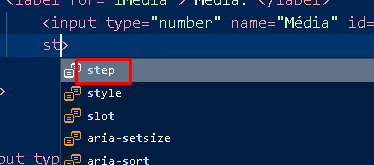 <label for="iMédia"> Média: </label>
<input type="number" name="Média" id=
st>
step
style
>
slot
aria-setsize
put typ
aria-sort